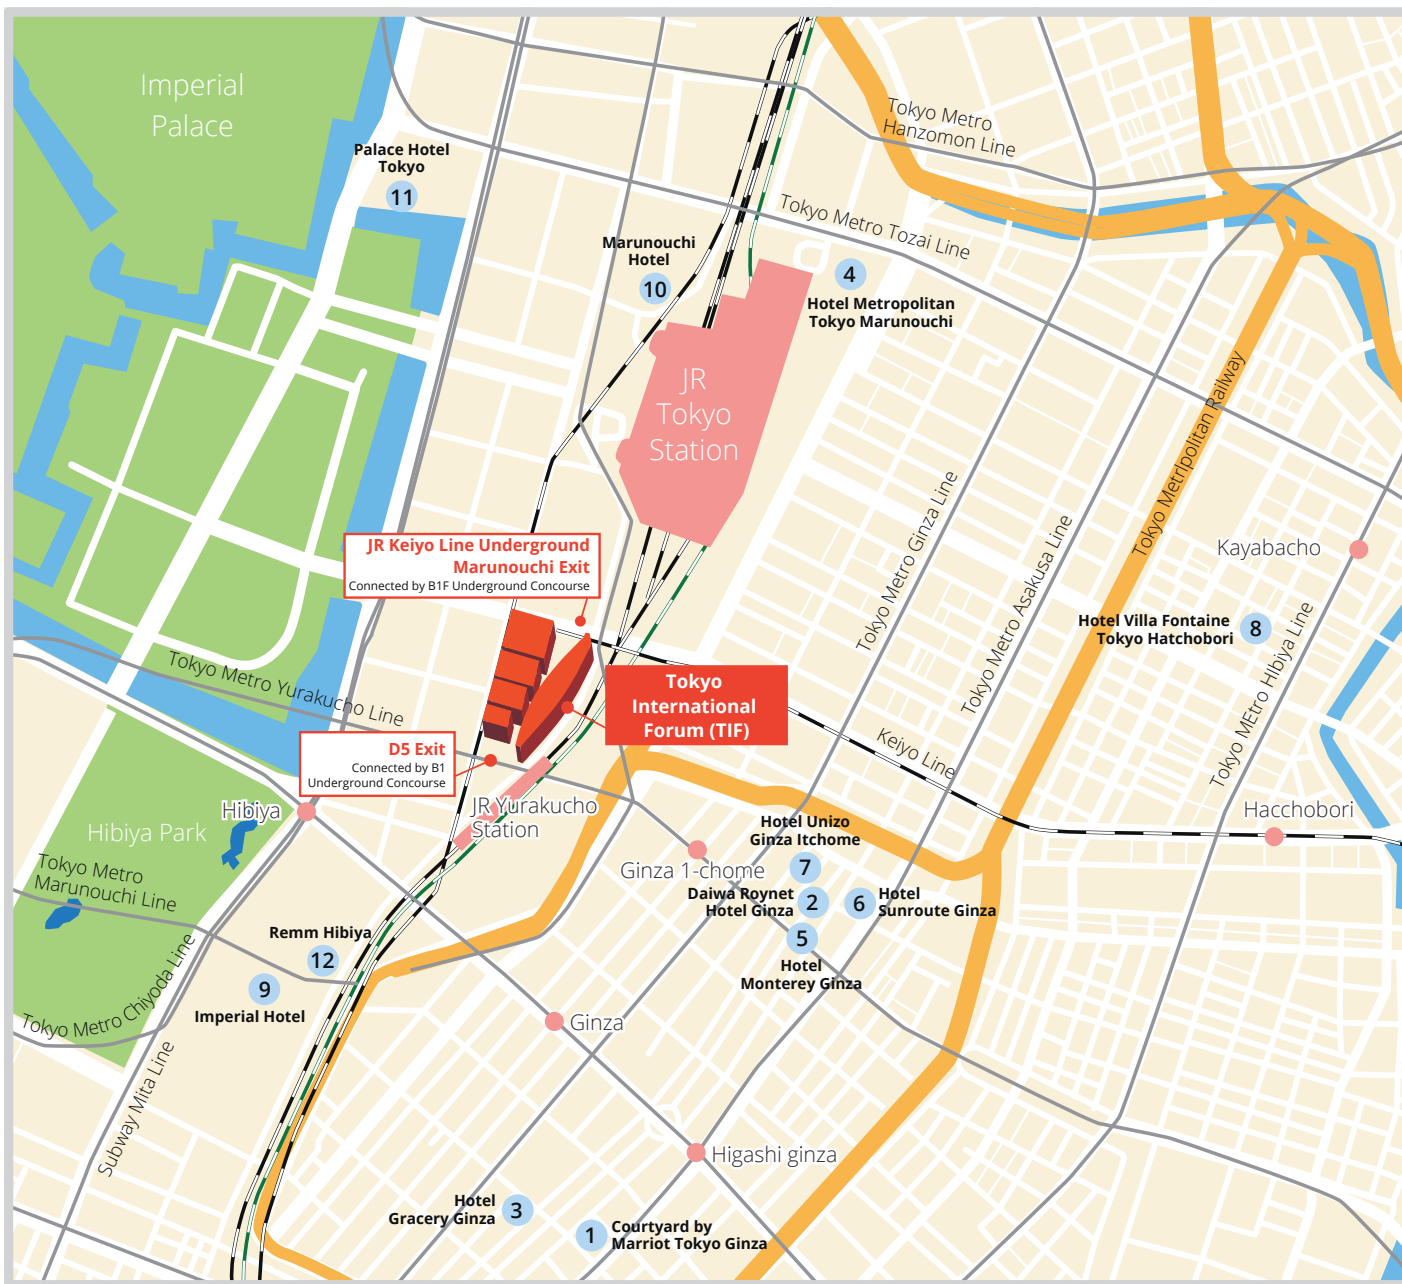 Imperial
Palace
Palace Hotel
Tokyo
11
Tokyo Metro
Hanzomon Line
Tokyo Metro Tozai Line
Marunouchi
Hotel
10
4
Hotel Metropolitan
Tokyo Marunouchi
JR
Tokyo
Station
Tokyo MetrIpolitan Railway
Tokyo Metro Ginza Line
Tokyo Metro Asakusa Line
Kayabacho
JR Keiyo Line Underground
Marunouchi Exit
Connected by B1F Underground Concourse
Hotel Villa Fontaine
Tokyo Hatchobori
8
Tokyo MEtro HIbiya Line
Tokyo Metro Yurakucho Line
Tokyo
International
Forum (TIF)
D5 Exit
Connected by B1
Underground Concourse
Keiyo Line
JR Yurakucho
Station
Hibiya
Hibiya Park
Hacchobori
Hotel Unizo
Ginza Itchome
7
Ginza 1-chome
Tokyo Metro
Marunouchi Line
Daiwa Roynet
Hotel Ginza
2
6
Hotel
Sunroute Ginza
5
Hotel
Monterey Ginza
Remm Hibiya
12
9
Imperial Hotel
Tokyo Metro Chiyoda Line
Ginza
Subway Mita Line
Higashi ginza
Hotel
Gracery Ginza
3
1
Courtyard by
Marriot Tokyo Ginza